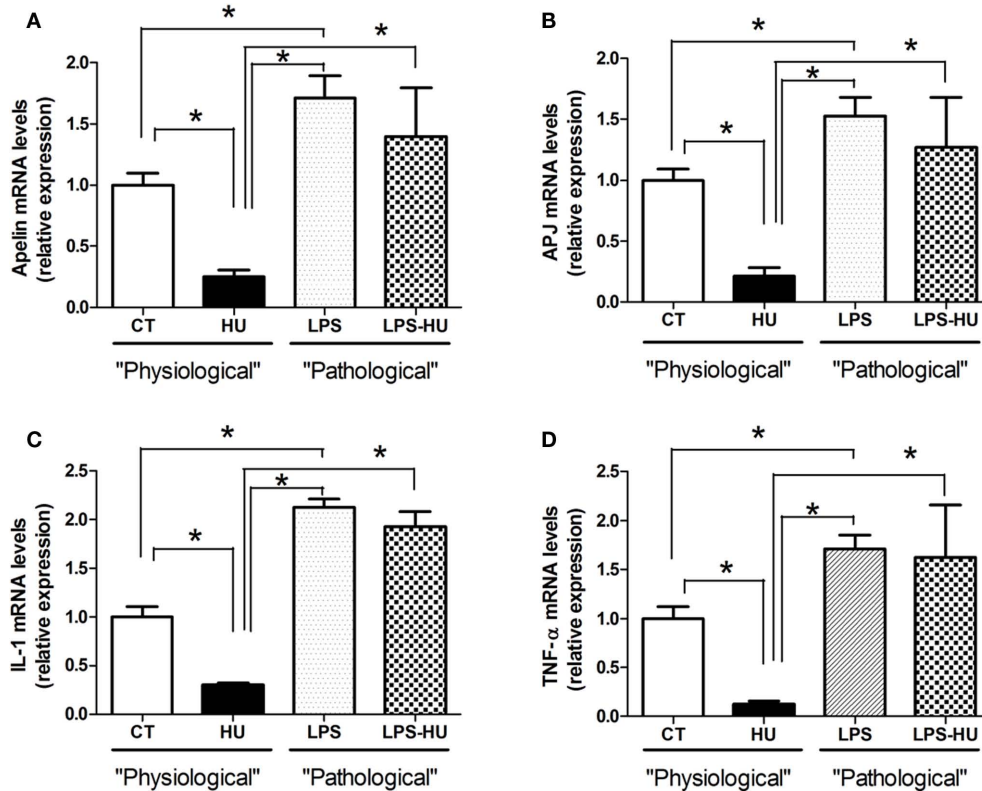 A
Apelin mRNA levels
(relative expression)
2.0
1.5
1.0
0.5
0.0
* * * *
CT HU LPS LPS-HU
"Physiological" "Pathological"
B
APJ mRNA levels
(relative expression)
2.0
1.5
1.0
0.5
0.0
* * * *
CT HU LPS LPS-HU
"Physiological" "Pathological"
C
IL-1 mRNA levels
(relative expression)
2.5
2.0
1.5
1.0
0.5
0.0
* * * *
CT HU LPS LPS-HU
"Physiological" "Pathological"
D
TNF-α mRNA levels
(relative expression)
2.5
2.0
1.5
1.0
0.5
0.0
* * * *
CT HU LPS LPS-HU
"Physiological" "Pathological"